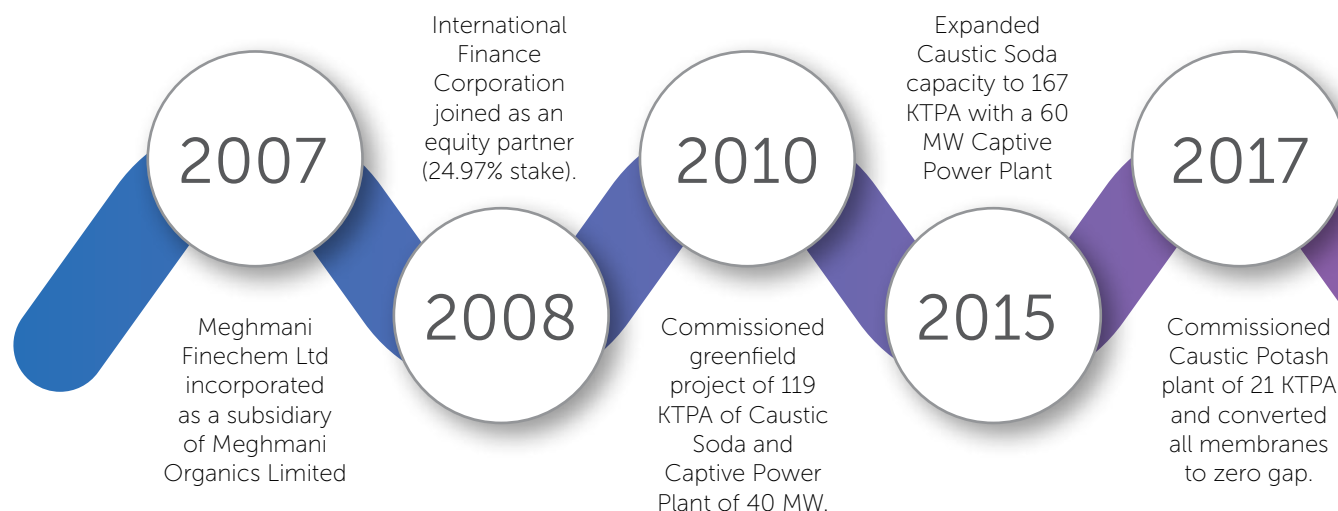 2007
Meghmani
Finechem Ltd
incorporated
as a subsidiary
of Meghmani
Organics Limited
International
Finance
Corporation
joined as an
equity partner
(24.97% stake).
2008
2010
Commissioned
greenfield
project of 119
KTPA of Caustic
Soda and
Captive Power
Plant of 40 MW.
Expanded
Caustic Soda
capacity to 167
KTPA with a 60
MW Captive
Power Plant
2015
2017
Commissioned
Caustic Potash
plant of 21 KTPA
and converted
all membranes
to zero gap.